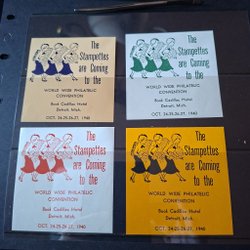 The
Stampettes
are Coming
to the
WORLD WIDE PHILATELIC
CONVENTION
Book Cadillac Hotel
Detroit, Mich.
OCT. 24-25-26-27, 1940
The
Stampettes
are Coming
to the
WORLD WIDE PHILATELIC
CONVENTION
Book Cadillac Hotel
Detroit, Mich.
OCT. 24-25-26-27, 1940
The
Stampettes
are Coming
to the
WORLD WIDE PHILATELIC
CONVENTION
Book Cadillac Hotel
Detroit, Mich.
OCT. 24-25-26-27, 1940
The
Stampettes
are Coming
to the
WORLD WIDE PHILATELIC
CONVENTION
Book Cadillac Hotel
Detroit, Mich.
OCT. 24-25-26-27, 1940